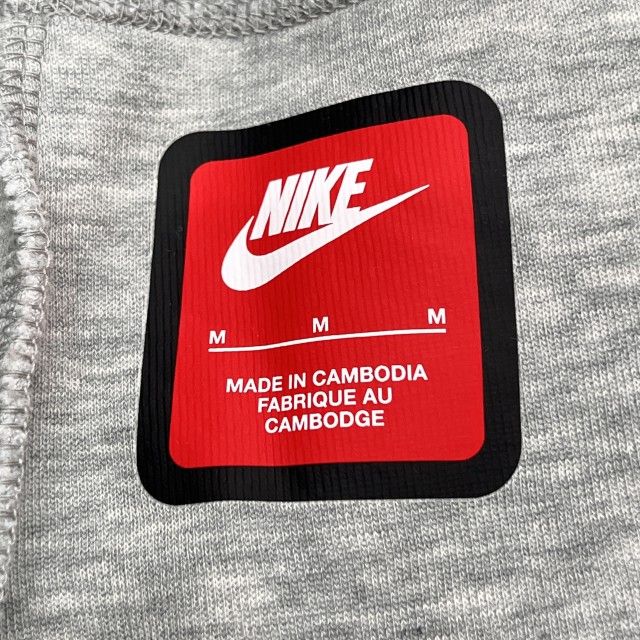 NIKE
M M M
MADE IN CAMBODIA
FABRIQUE AU
CAMBODGE